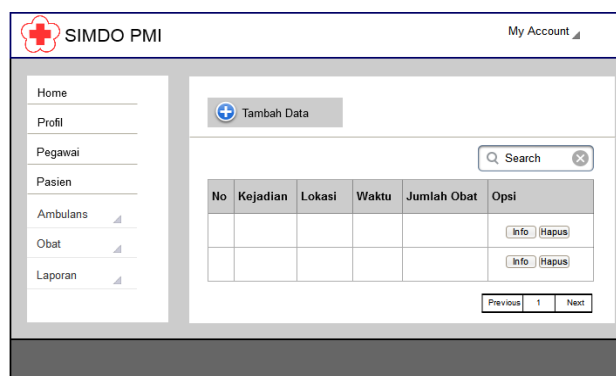 SIMDO PMI
My Account
Home
Profil
Pegawai
Pasien
Ambulans
Obat
Laporan
Tambah Data
Search
No Kejadian Lokasi Waktu Jumlah Obat Opsi
Info Hapus
Info Hapus
Previous 1 Next